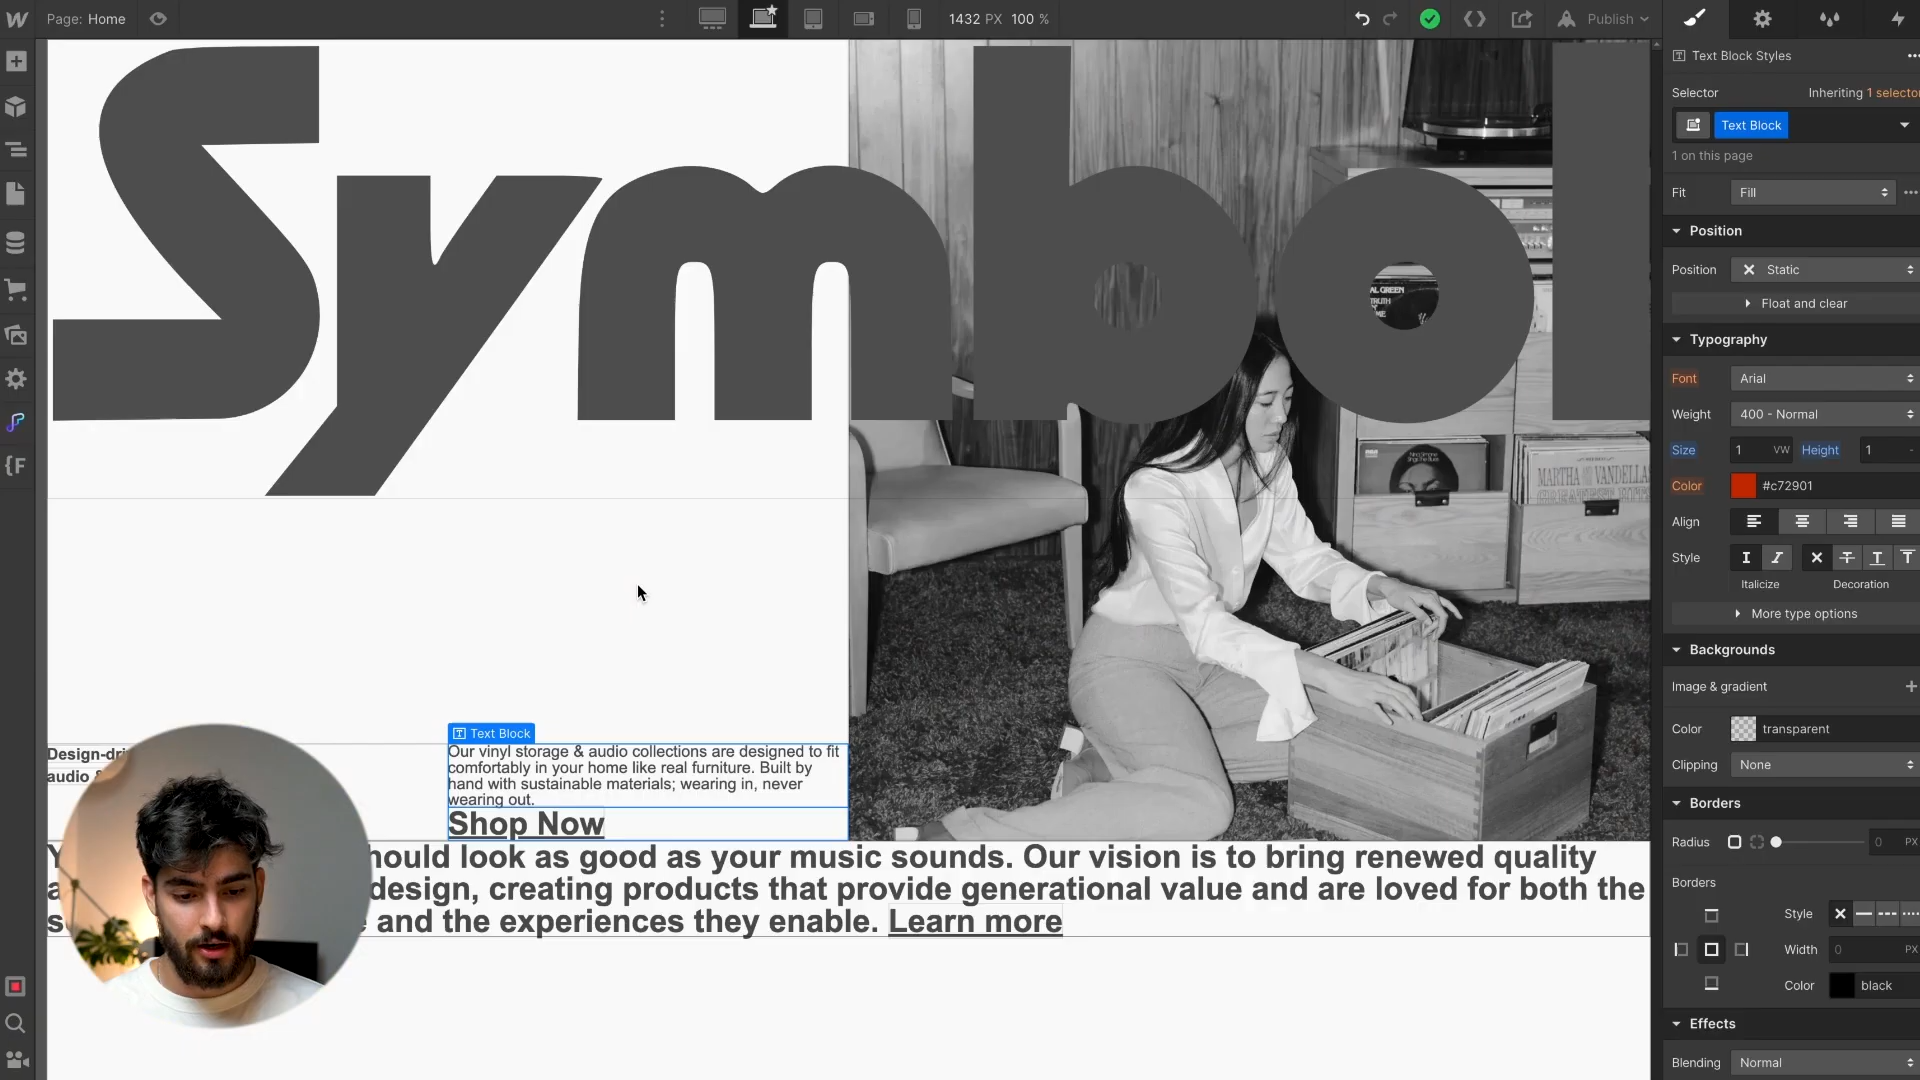 Page: Home
1432 PX 100 %
Publish
Symbol
AL GREEN
TRUTH
ME
MARTHA AND VANDELLAS
Text Block
Design-dri
audio &
Our vinyl storage & audio collections are designed to fit
comfortably in your home like real furniture. Built by
hand with sustainable materials; wearing in, never
wearing out.
Shop Now
hould look as good as your music sounds. Our vision is to bring renewed quality
design, creating products that provide generational value and are loved for both the
and the experiences they enable. Learn more
Text Block Styles
Selector Inheriting 1 selector
Text Block
1 on this page
Fit Fill
Position
Position Static
Float and clear
Typography
Font Arial
Weight 400 - Normal
Size 1 VW Height 1 -
Color #c72901
Align
Style
Italicize Decoration
More type options
Backgrounds
Image & gradient
Color transparent
Clipping None
Borders
Radius 0 PX
Borders
Style
Width 0 PX
Color black
Effects
Blending Normal